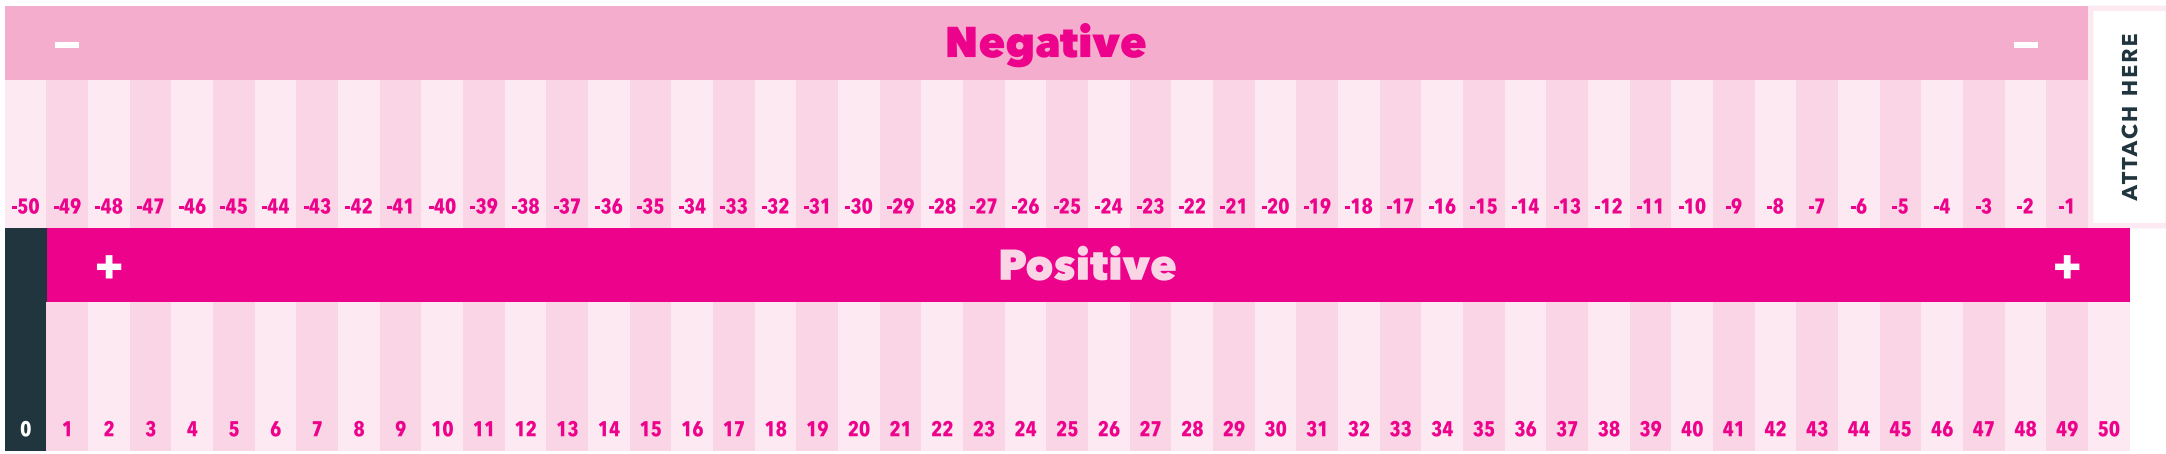 − Negative −
-50 -49 -48 -47 -46 -45 -44 -43 -42 -41 -40 -39 -38 -37 -36 -35 -34 -33 -32 -31 -30 -29 -28 -27 -26 -25 -24 -23 -22 -21 -20 -19 -18 -17 -16 -15 -14 -13 -12 -11 -10 -9 -8 -7 -6 -5 -4 -3 -2 -1
ATTACH HERE
+ Positive +
0 1 2 3 4 5 6 7 8 9 10 11 12 13 14 15 16 17 18 19 20 21 22 23 24 25 26 27 28 29 30 31 32 33 34 35 36 37 38 39 40 41 42 43 44 45 46 47 48 49 50